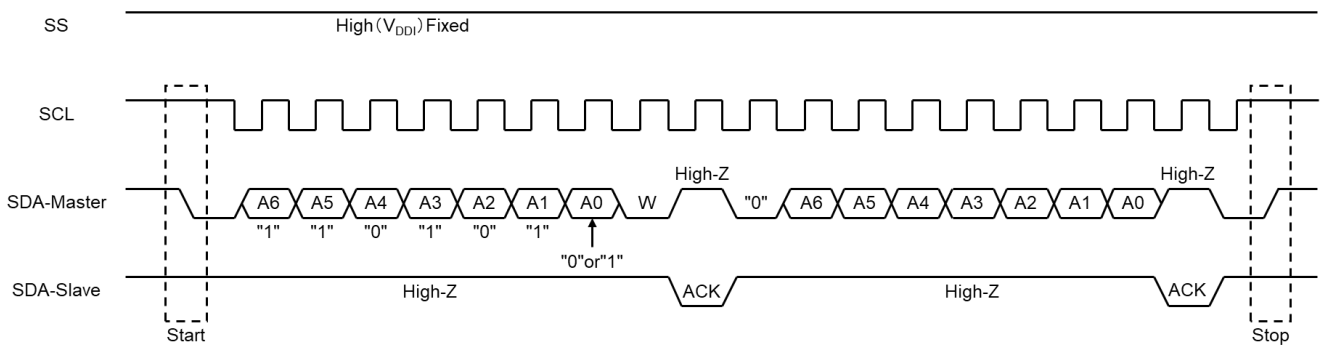 SS
High(VDDI)Fixed
SCL
High-Z High-Z
SDA-Master A6 A5 A4 A3 A2 A1 A0 W "0" A6 A5 A4 A3 A2 A1 A0
"1" "1" "0" "1" "0" "1"
"0"or"1"
SDA-Slave High-Z ACK High-Z ACK
Start Stop